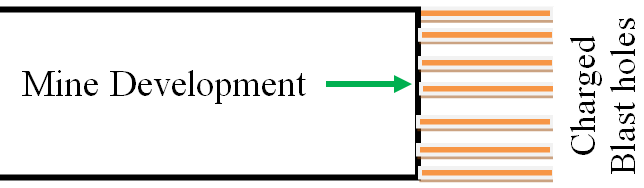 Mine Development
Charged
Blast holes